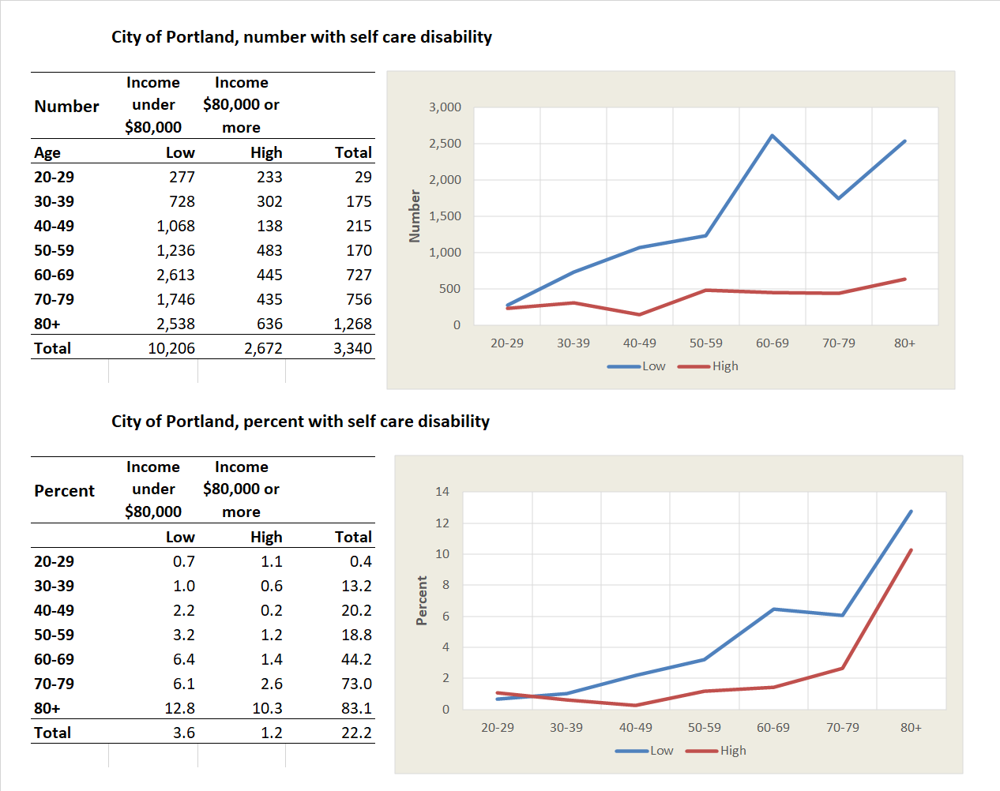 City of Portland, number with self care disability
Number Income under $80,000 Income $80,000 or more
Age Low High Total
20-29 277 233 29
30-39 728 302 175
40-49 1,068 138 215
50-59 1,236 483 170
60-69 2,613 445 727
70-79 1,746 435 756
80+ 2,538 636 1,268
Total 10,206 2,672 3,340
Number
3,000
2,500
2,000
1,500
1,000
500
0
20-29 30-39 40-49 50-59 60-69 70-79 80+
Low High
City of Portland, percent with self care disability
Percent Income under $80,000 Income $80,000 or more
Low High Total
20-29 0.7 1.1 0.4
30-39 1.0 0.6 13.2
40-49 2.2 0.2 20.2
50-59 3.2 1.2 18.8
60-69 6.4 1.4 44.2
70-79 6.1 2.6 73.0
80+ 12.8 10.3 83.1
Total 3.6 1.2 22.2
Percent
14
12
10
8
6
4
2
0
20-29 30-39 40-49 50-59 60-69 70-79 80+
Low High